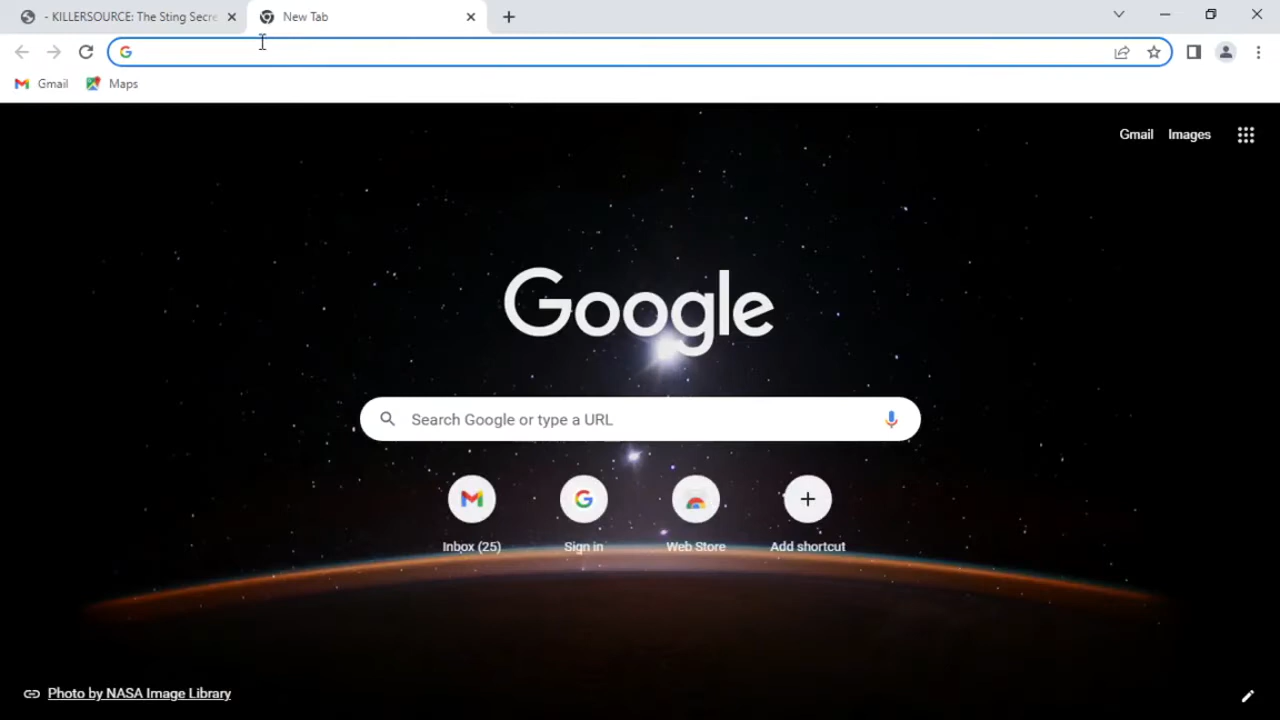 - KILLERSOURCE: The Sting Secre
New Tab
Gmail
Maps
Gmail
Images
Google
Search Google or type a URL
Inbox (25)
Sign in
Web Store
Add shortcut
Photo by NASA Image Library